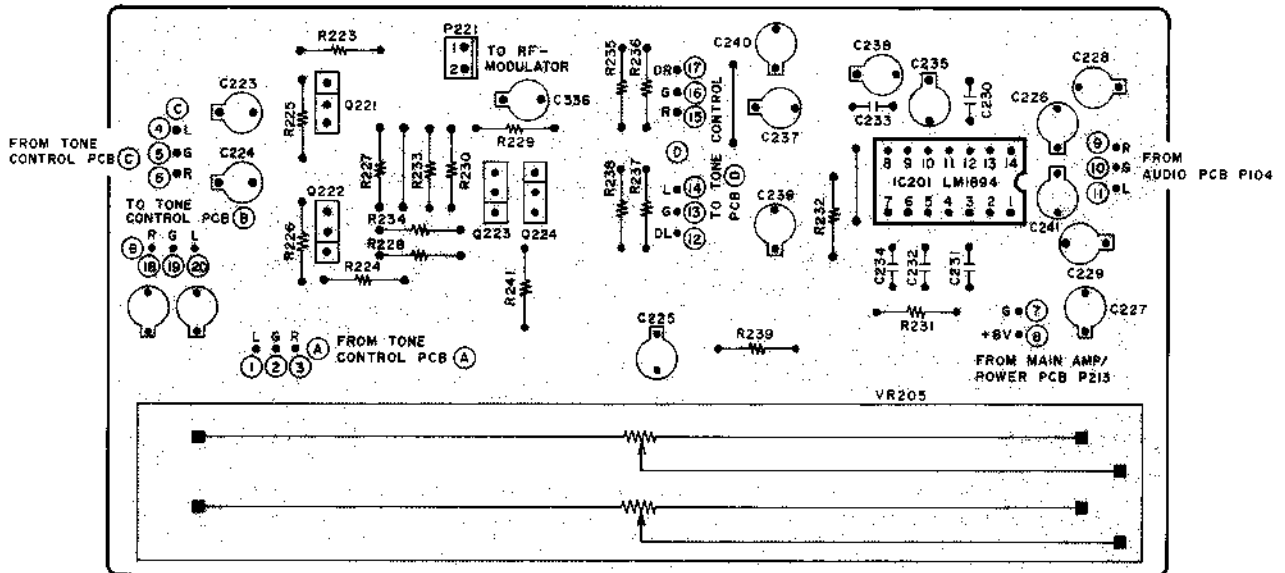 R223
P221
1
2
TO RF-
MODULATOR
C223
Q221
R225
C336
R229
C
4 L
5 G
6 R
FROM TONE
CONTROL PCB C
C224
TO TONE
CONTROL PCB B
B
R G L
18 19 20
Q222
R226
R227
R233
R230
R234
R228
R224
Q223
Q224
R241
L G R
1 2 3
A
FROM TONE
CONTROL PCB A
R235
R236
DR 17
G 16
R 15
D
R238
R237
L 14
G 13
DL 12
TO TONE CONTROL
PCB D
C240
C237
C239
C225
R239
R232
C238
C235
C233
C230
8 9 10 11 12 13 14
IC201 LM1894
7 6 5 4 3 2 1
C234
C232
C231
R231
C228
C226
9 R
10 G
11 L
FROM
AUDIO PCB P104
C241
C229
C227
G 7
+8V 8
FROM MAIN AMP/
POWER PCB P213
VR205